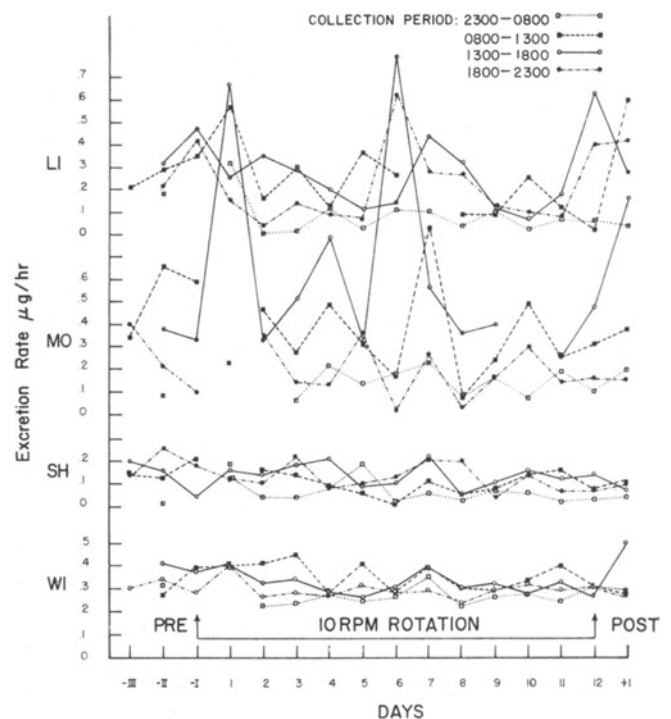 COLLECTION PERIOD: 2300-0800
0800-1300
1300-1800
1800-2300
.7
.6
.5
.4
LI .3
.2
.1
0
.6
.5
.4
MO .3
.2
.1
0
.2
SH .1
0
.5
.4
WI .3
.2
.1
0
Excretion Rate μg/hr
PRE 10 RPM ROTATION POST
-III -II -I 1 2 3 4 5 6 7 8 9 10 11 12 +1
DAYS